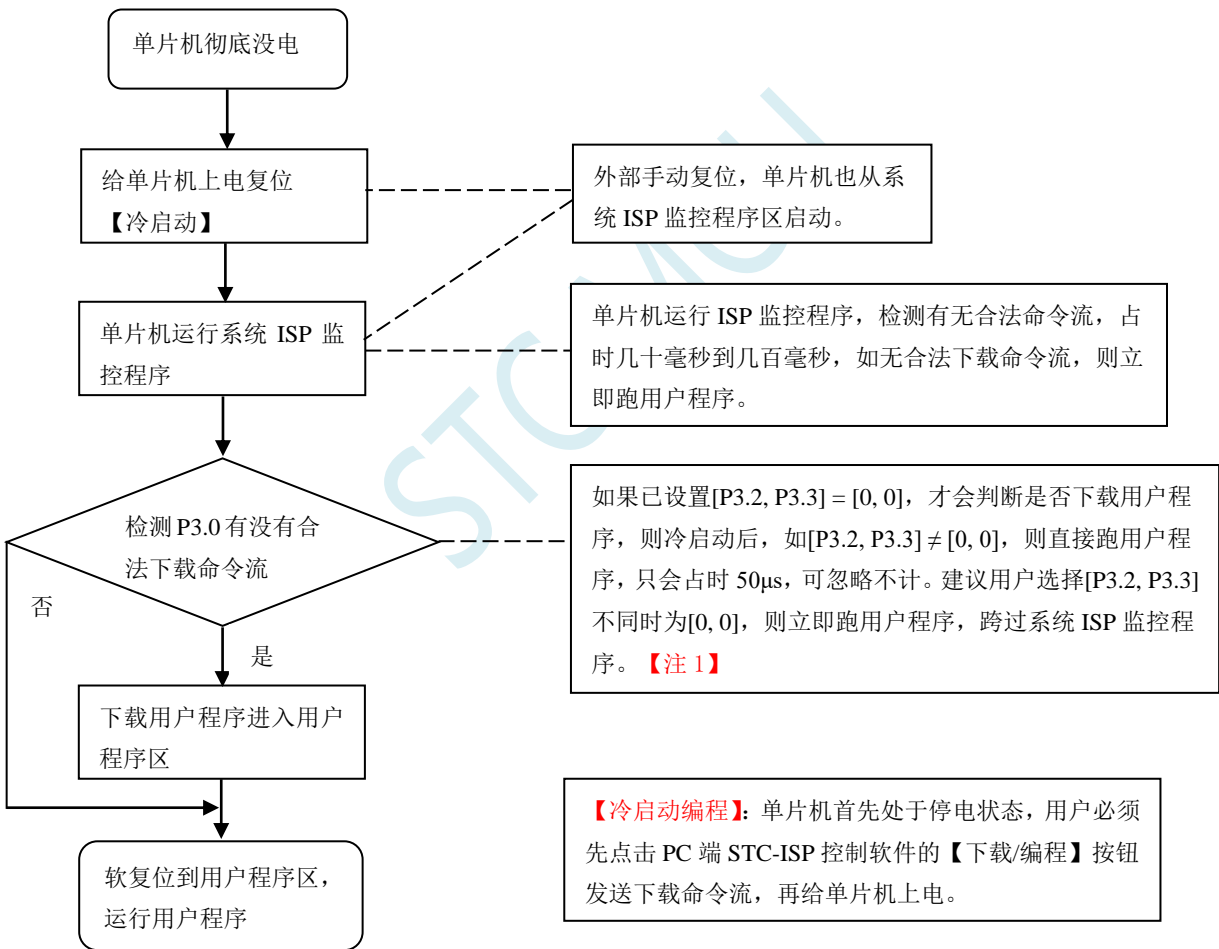 单片机彻底没电
给单片机上电复位
【冷启动】
外部手动复位，单片机也从系
统 ISP 监控程序区启动。
单片机运行系统 ISP 监
控程序
单片机运行 ISP 监控程序，检测有无合法命令流，占
时几十毫秒到几百毫秒，如无合法下载命令流，则立
即跑用户程序。
检测 P3.0 有没有合
法下载命令流
如果已设置[P3.2, P3.3] = [0, 0]，才会判断是否下载用户程
序，则冷启动后，如[P3.2, P3.3] ≠ [0, 0]，则直接跑用户程
序，只会占时 50μs，可忽略不计。建议用户选择[P3.2, P3.3]
不同时为[0, 0]，则立即跑用户程序，跨过系统 ISP 监控程
序。【注 1】
否
是
下载用户程序进入用户
程序区
软复位到用户程序区，
运行用户程序
【冷启动编程】：单片机首先处于停电状态，用户必须
先点击 PC 端 STC-ISP 控制软件的【下载/编程】按钮
发送下载命令流，再给单片机上电。
STCMCU